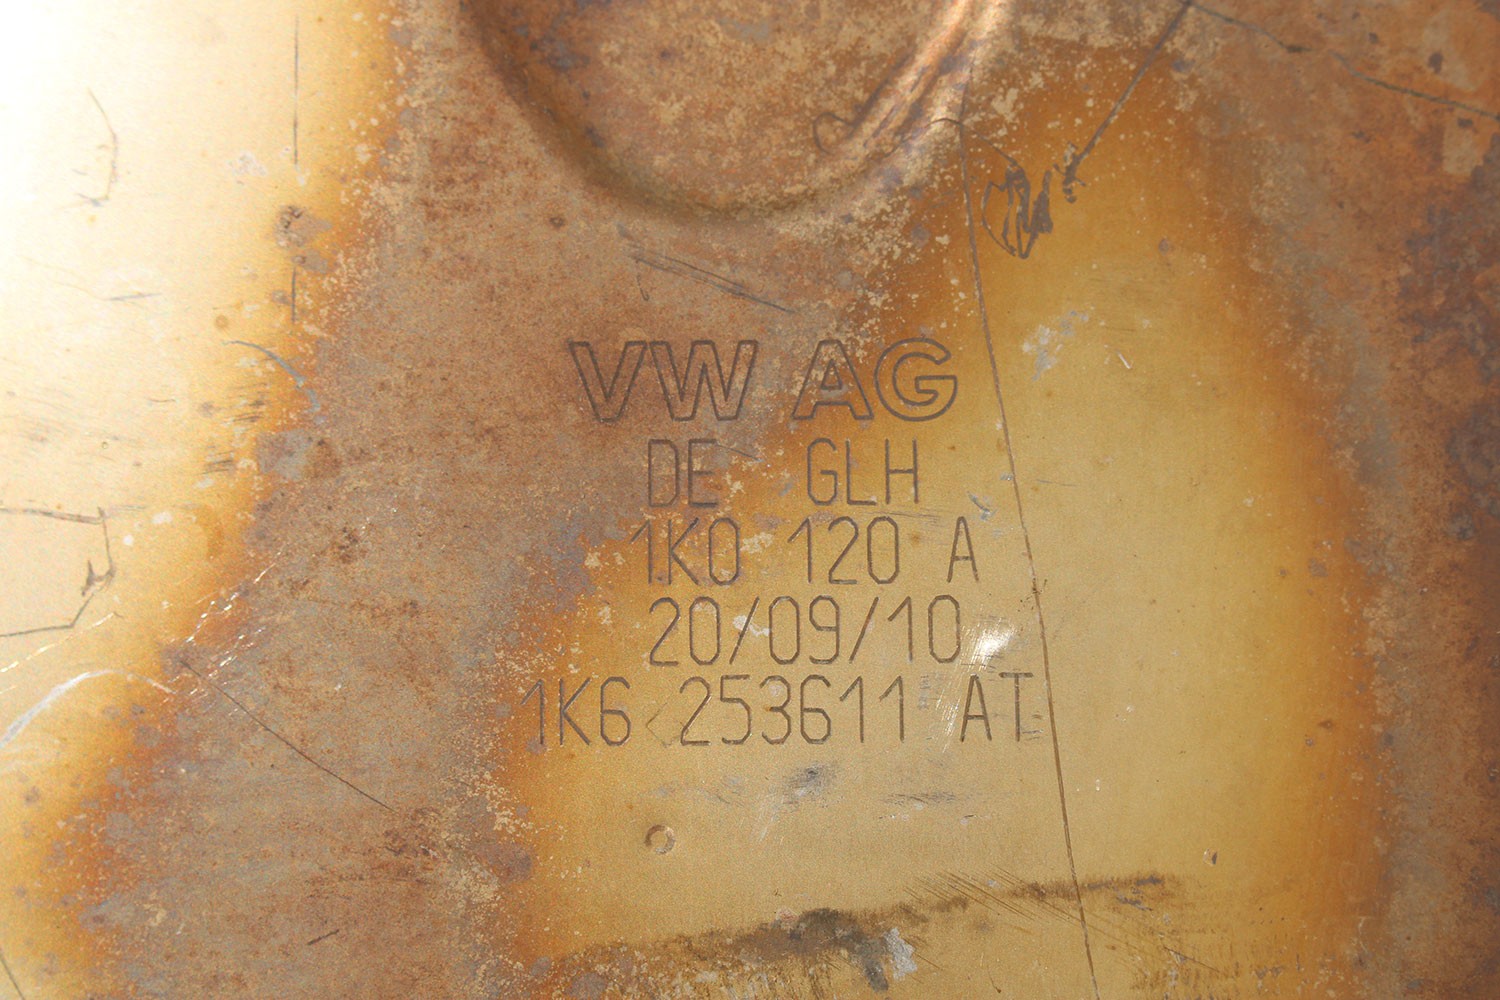 VW AG
DE GLH
1K0 120 A
20/09/10
1K6 253611 AT